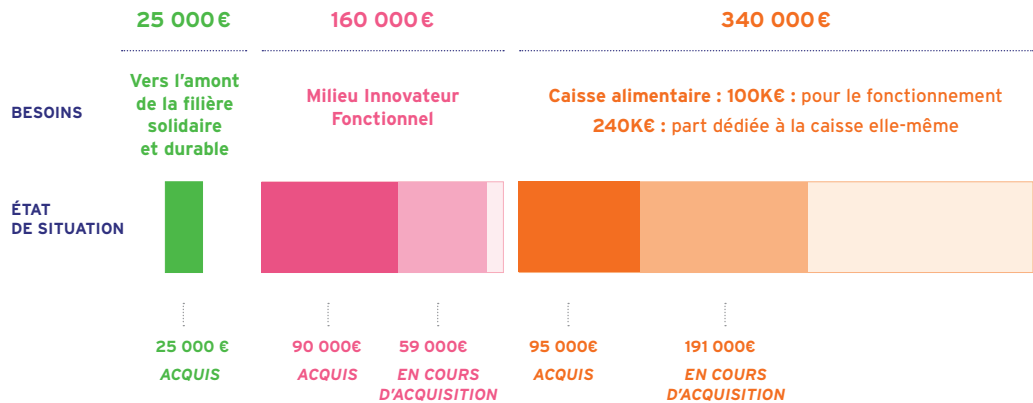 25 000 €
160 000 €
340 000 €
BESOINS
Vers l'amont
de la filière
solidaire
et durable
Milieu Innovateur
Fonctionnel
Caisse alimentaire : 100K€ : pour le fonctionnement
240K€ : part dédiée à la caisse elle-même
ÉTAT
DE SITUATION
25 000 €
ACQUIS
90 000€
ACQUIS
59 000€
EN COURS
D'ACQUISITION
95 000€
ACQUIS
191 000€
EN COURS
D'ACQUISITION